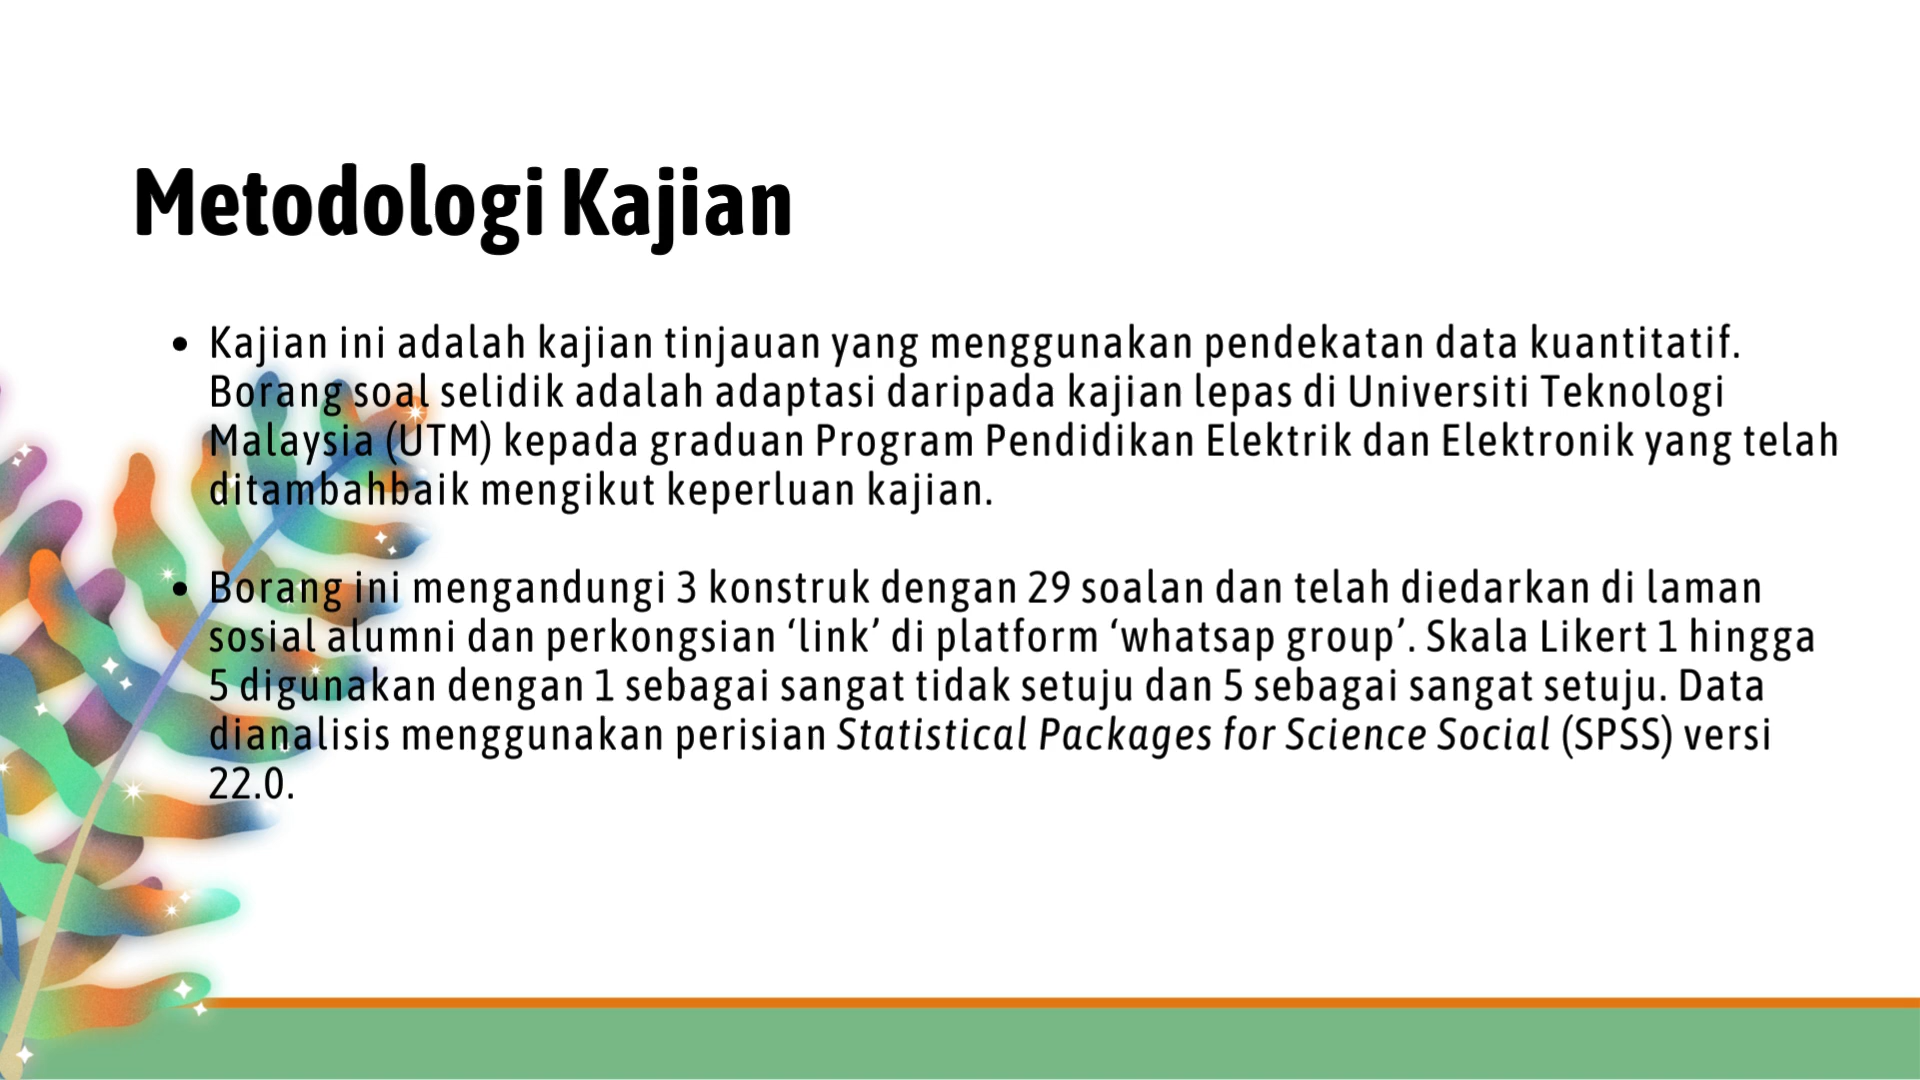 Metodologi Kajian
• Kajian ini adalah kajian tinjauan yang menggunakan pendekatan data kuantitatif.
Borang soal selidik adalah adaptasi daripada kajian lepas di Universiti Teknologi
Malaysia (UTM) kepada graduan Program Pendidikan Elektrik dan Elektronik yang telah
ditambahbaik mengikut keperluan kajian.
• Borang ini mengandungi 3 konstruk dengan 29 soalan dan telah diedarkan di laman
sosial alumni dan perkongsian ‘link’ di platform ‘whatsap group’. Skala Likert 1 hingga
5 digunakan dengan 1 sebagai sangat tidak setuju dan 5 sebagai sangat setuju. Data
dianalisis menggunakan perisian Statistical Packages for Science Social (SPSS) versi
22.0.